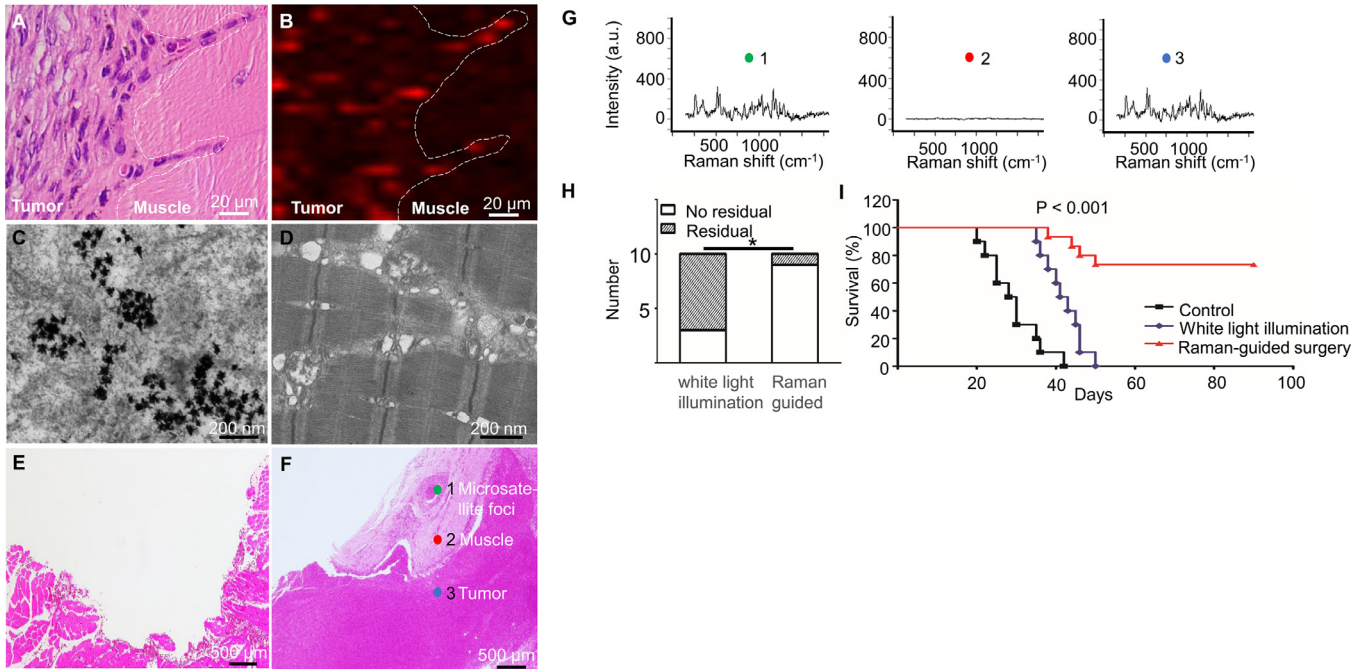 A
Tumor
Muscle
20 µm
B
Tumor
Muscle
20 µm
C
200 nm
D
200 nm
E
500 µm
F
1 Microsate-
llite foci
2 Muscle
3 Tumor
500 µm
G
Intensity (a.u.)
800
400
0
1
500
1000
Raman shift (cm-1)
800
400
0
2
500
1000
Raman shift (cm-1)
800
400
0
3
500
1000
Raman shift (cm-1)
H
No residual
Residual
*
Number
10
5
white light
illumination
Raman
guided
I
P < 0.001
Survival (%)
120
100
80
60
40
20
0
Control
White light illumination
Raman-guided surgery
20
40
60
80
100
Days